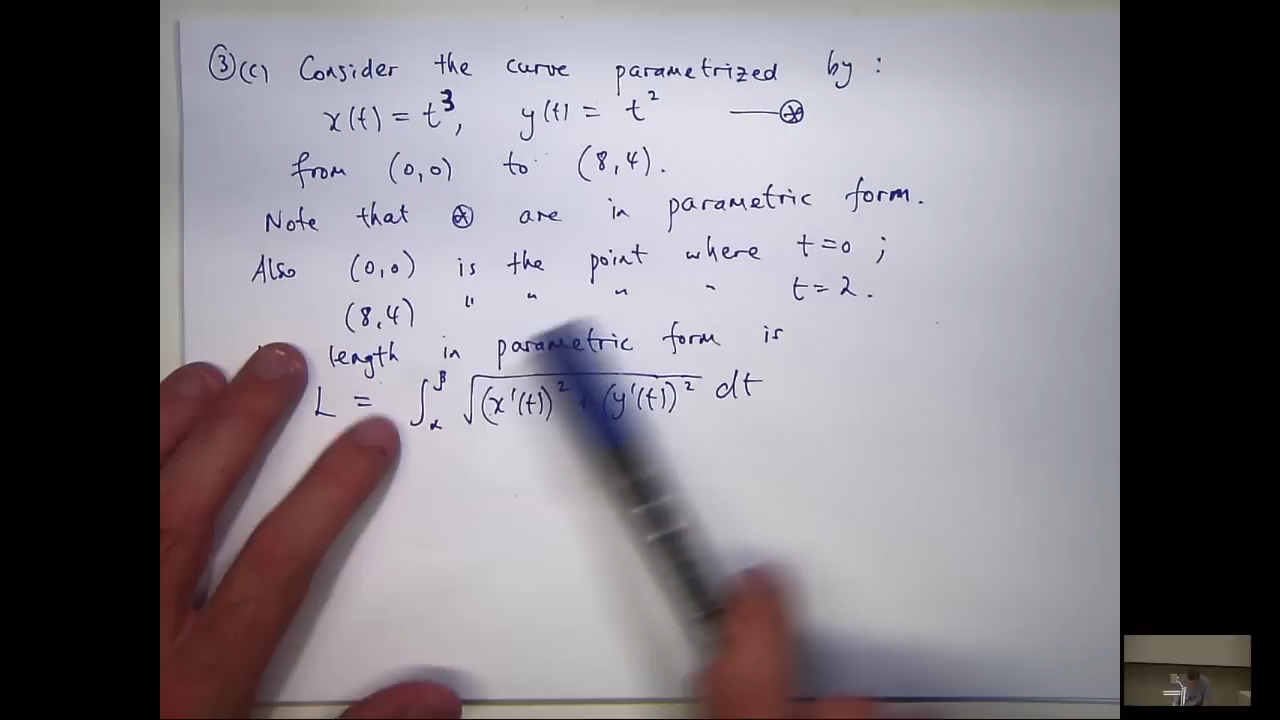 ③(c) Consider the curve parametrized by :
x(t) = t³, y(t) = t² —⊛
from (0,0) to (8,4).
Note that ⊛ are in parametric form.
Also (0,0) is the point where t=0 ;
(8,4) " " " " t=2.
length in parametric form is
L = ∫_α^β √((x'(t))² + (y'(t))²) dt